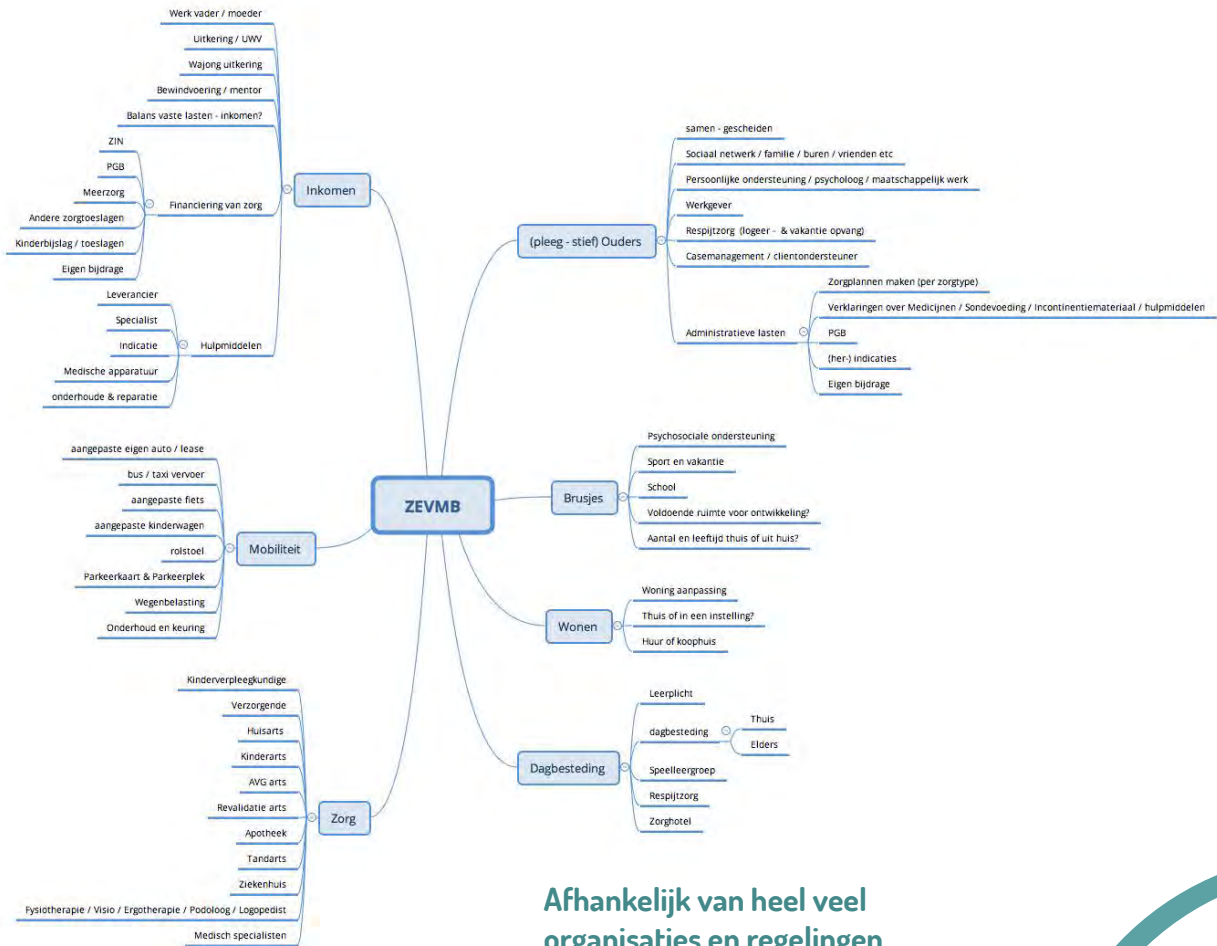 Werk vader / moeder
Uitkering / UWV
Wajong uitkering
Bewindvoering / mentor
Balans vaste lasten - inkomen?
ZIN
PGB
Meerzorg
Andere zorgtoeslagen
Kinderbijslag / toeslagen
Eigen bijdrage
Financiering van zorg
Leverancier
Specialist
Indicatie
Medische apparatuur
onderhoude & reparatie
Hulpmiddelen
Inkomen
aangepaste eigen auto / lease
bus / taxi vervoer
aangepaste fiets
aangepaste kinderwagen
rolstoel
Parkeerkaart & Parkeerplek
Wegenbelasting
Onderhoud en keuring
Mobiliteit
Kinderverpleegkundige
Verzorgende
Huisarts
Kinderarts
AVG arts
Revalidatie arts
Apotheek
Tandarts
Ziekenhuis
Fysiotherapie / Visio / Ergotherapie / Podoloog / Logopedist
Medisch specialisten
Zorg
ZEVMB
(pleeg - stief) Ouders
samen - gescheiden
Sociaal netwerk / familie / buren / vrienden etc
Persoonlijke ondersteuning / psycholoog / maatschappelijk werk
Werkgever
Respijtzorg (logeer - & vakantie opvang)
Casemanagement / clientondersteuner
Administratieve lasten
Zorgplannen maken (per zorgtype)
Verklaringen over Medicijnen / Sondevoeding / Incontinentiemateriaal / hulpmiddelen
PGB
(her-) indicaties
Eigen bijdrage
Brusjes
Psychosociale ondersteuning
Sport en vakantie
School
Voldoende ruimte voor ontwikkeling?
Aantal en leeftijd thuis of uit huis?
Wonen
Woning aanpassing
Thuis of in een instelling?
Huur of koophuis
Dagbesteding
Leerplicht
dagbesteding
Thuis
Elders
Speelleergroep
Respijtzorg
Zorghotel
Afhankelijk van heel veel
organisaties en regelingen